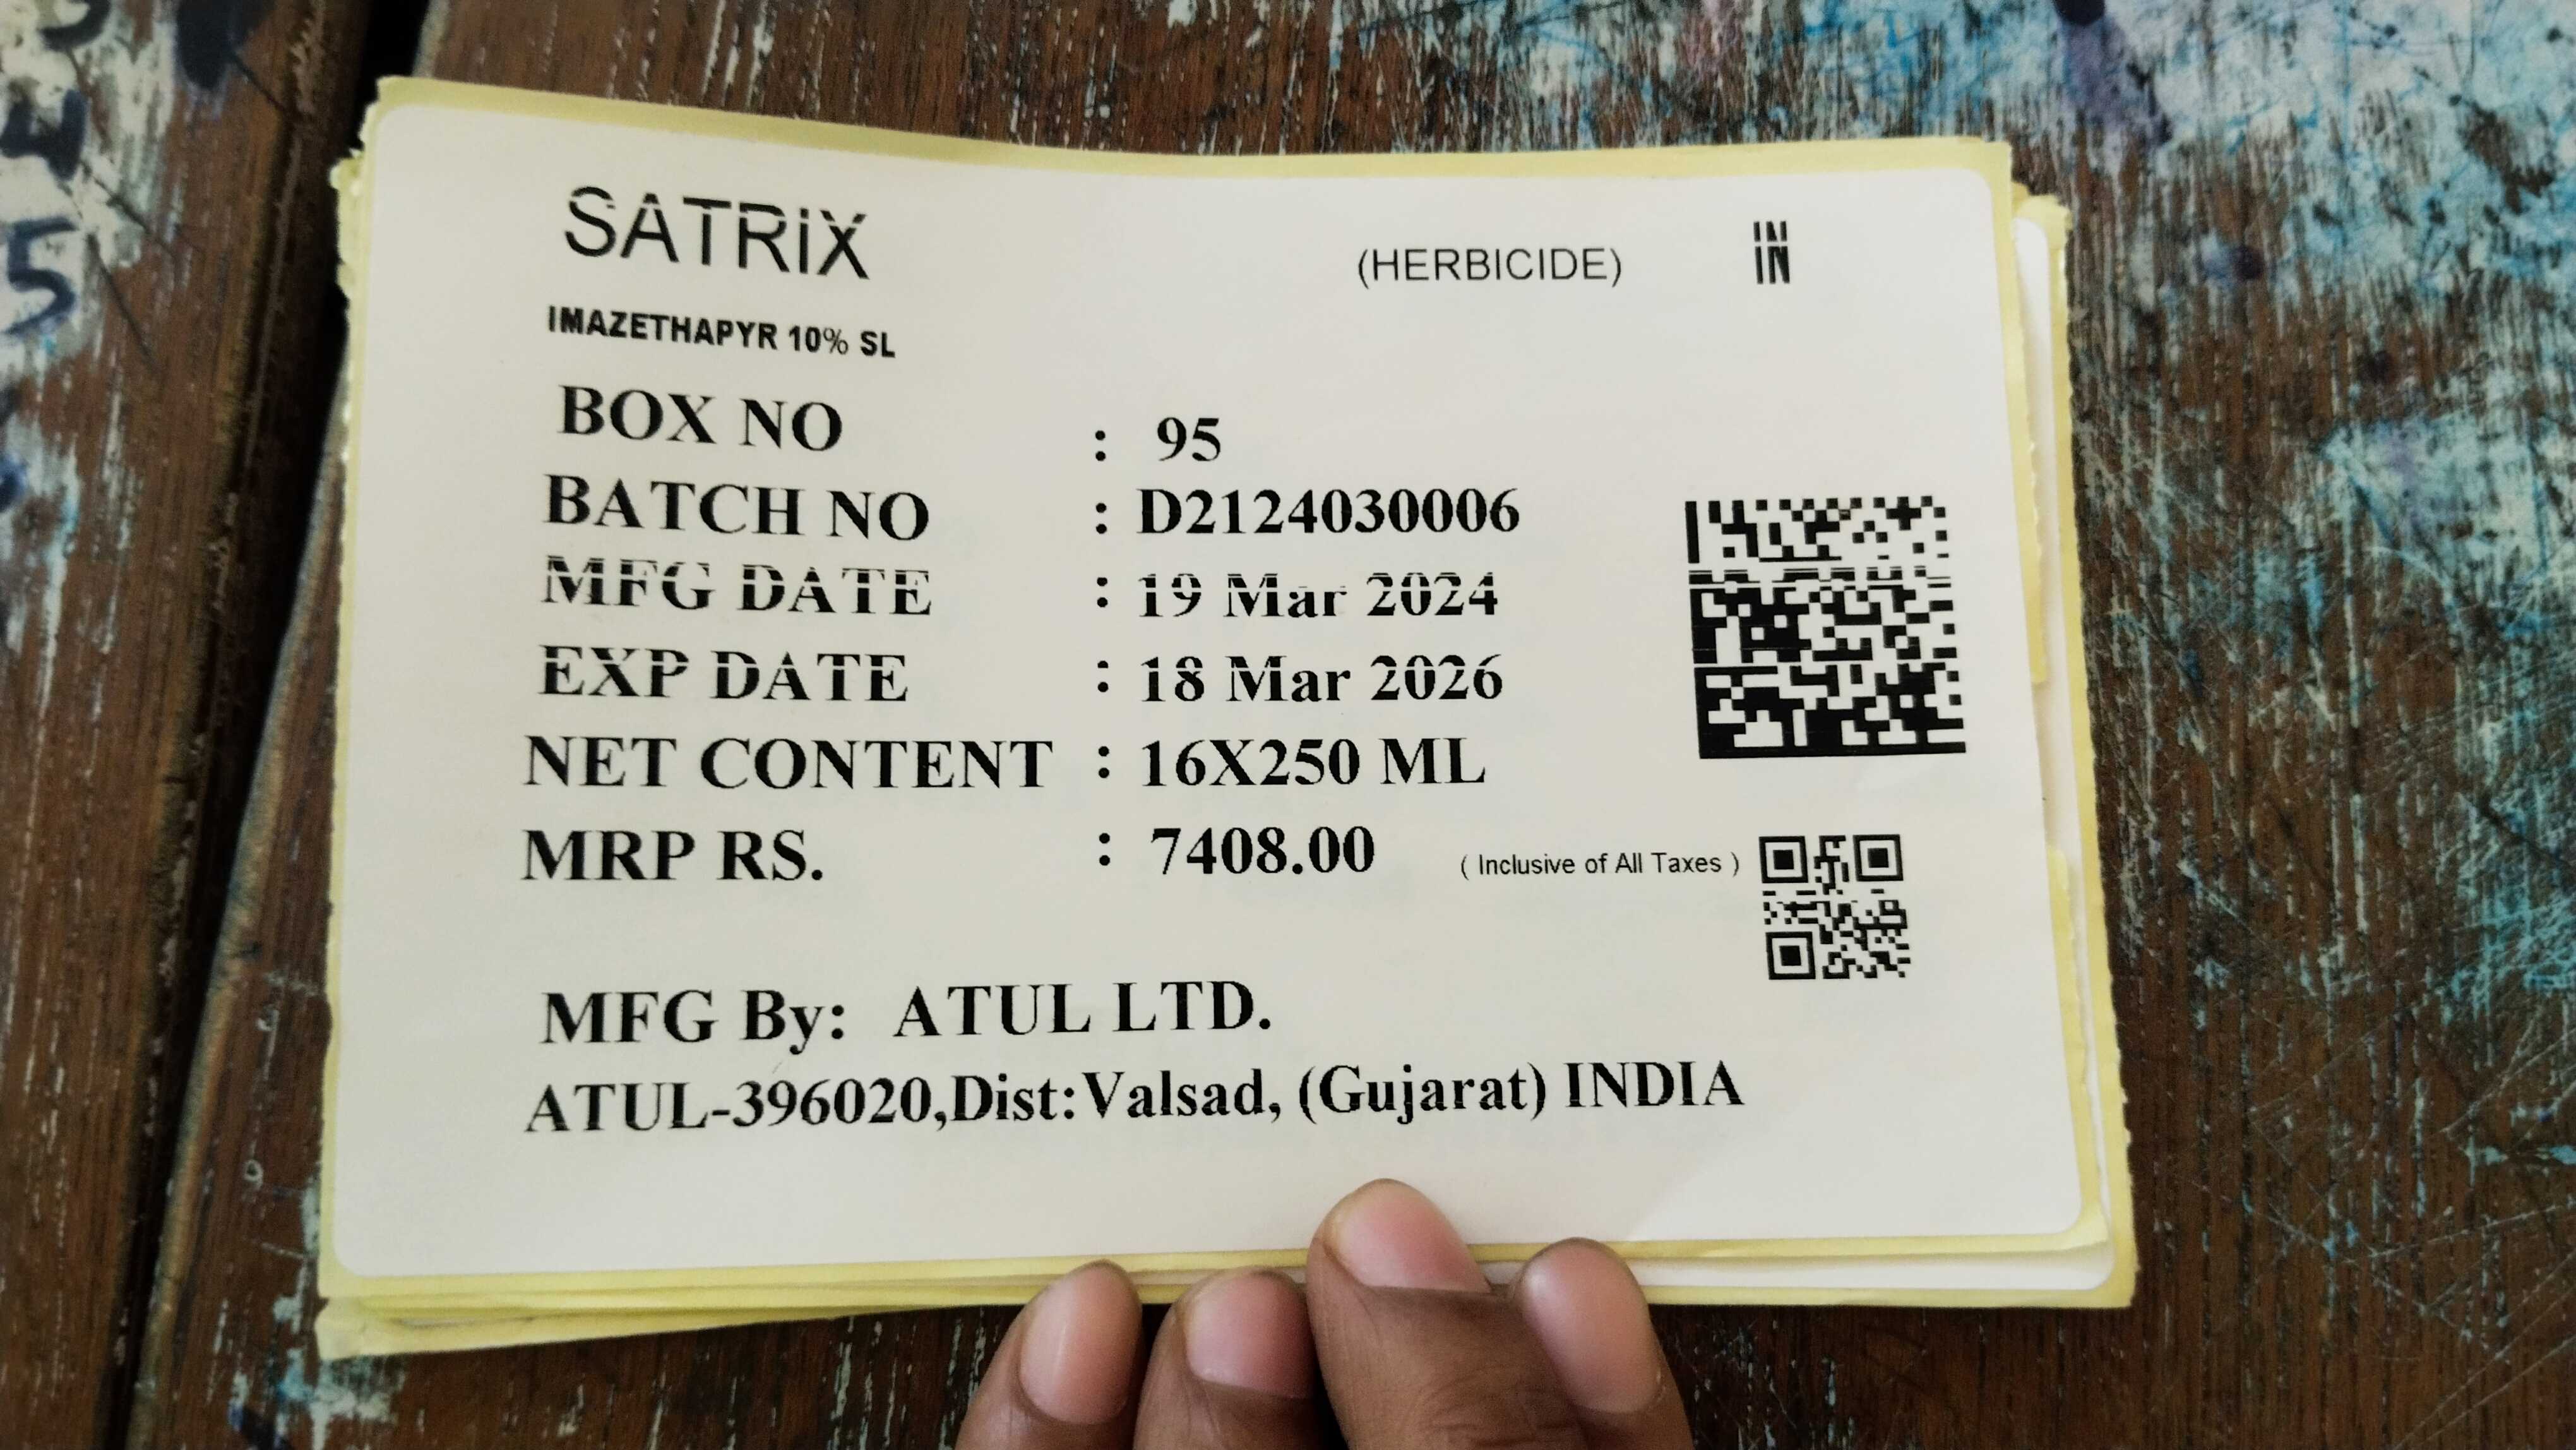 SATRiX (HERBICIDE) IN
IMAZETHAPYR 10% SL
BOX NO : 95
BATCH NO : D2124030006
MFG DATE : 19 Mar 2024
EXP DATE : 18 Mar 2026
NET CONTENT : 16X250 ML
MRP RS. : 7408.00 ( Inclusive of All Taxes )
MFG By: ATUL LTD.
ATUL-396020,Dist:Valsad, (Gujarat) INDIA
4
5